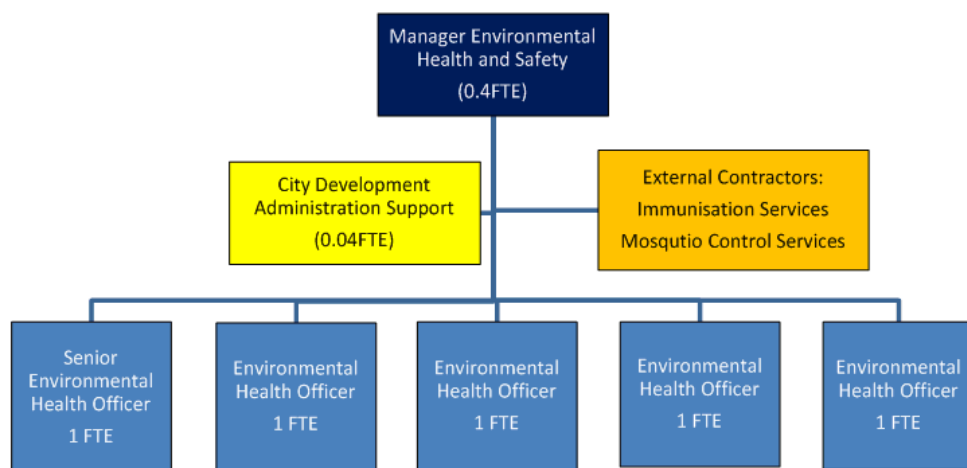 Manager Environmental
Health and Safety
(0.4FTE)
City Development
Administration Support
(0.04FTE)
External Contractors:
Immunisation Services
Mosqutio Control Services
Senior
Environmental
Health Officer
1 FTE
Environmental
Health Officer
1 FTE
Environmental
Health Officer
1 FTE
Environmental
Health Officer
1 FTE
Environmental
Health Officer
1 FTE